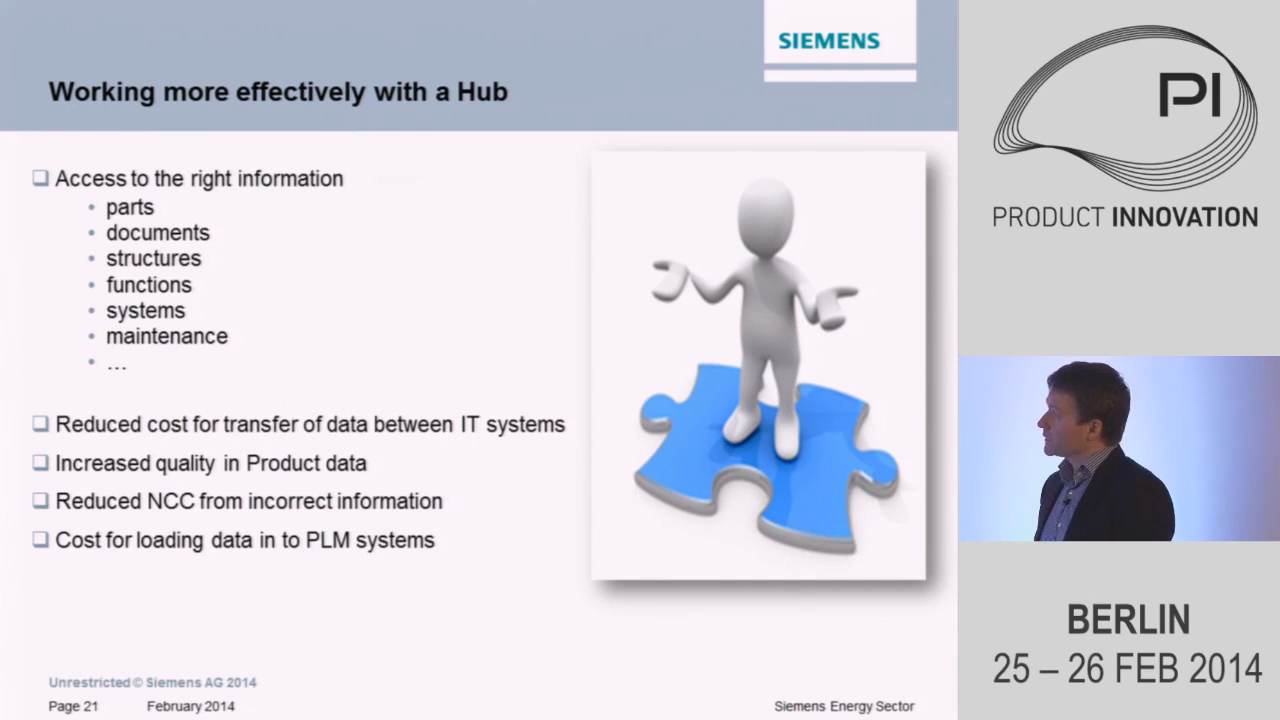 SIEMENS
Working more effectively with a Hub
Access to the right information
• parts
• documents
• structures
• functions
• systems
• maintenance
• ...
Reduced cost for transfer of data between IT systems
Increased quality in Product data
Reduced NCC from incorrect information
Cost for loading data in to PLM systems
Unrestricted © Siemens AG 2014
Page 21 February 2014 Siemens Energy Sector
PI
PRODUCT INNOVATION
BERLIN
25 – 26 FEB 2014